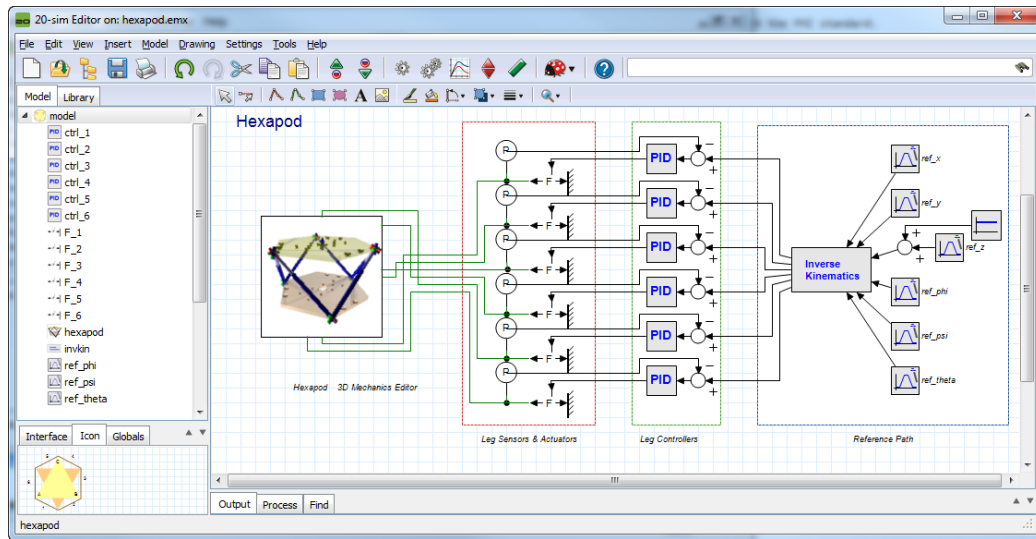 20-sim Editor on: hexapod.emx
File Edit View Insert Model Drawing Settings Tools Help
Model Library
model
ctrl_1
ctrl_2
ctrl_3
ctrl_4
ctrl_5
ctrl_6
F_1
F_2
F_3
F_4
F_5
F_6
hexapod
invkin
ref_phi
ref_psi
ref_theta
Interface Icon Globals
hexapod
Hexapod
Hexapod 3D Mechanics Editor
P
F
P
F
P
F
P
F
P
F
P
F
Leg Sensors & Actuators
PID
PID
PID
PID
PID
PID
Leg Controllers
Inverse
Kinematics
ref_x
ref_y
ref_z
ref_phi
ref_psi
ref_theta
Reference Path
Output Process Find